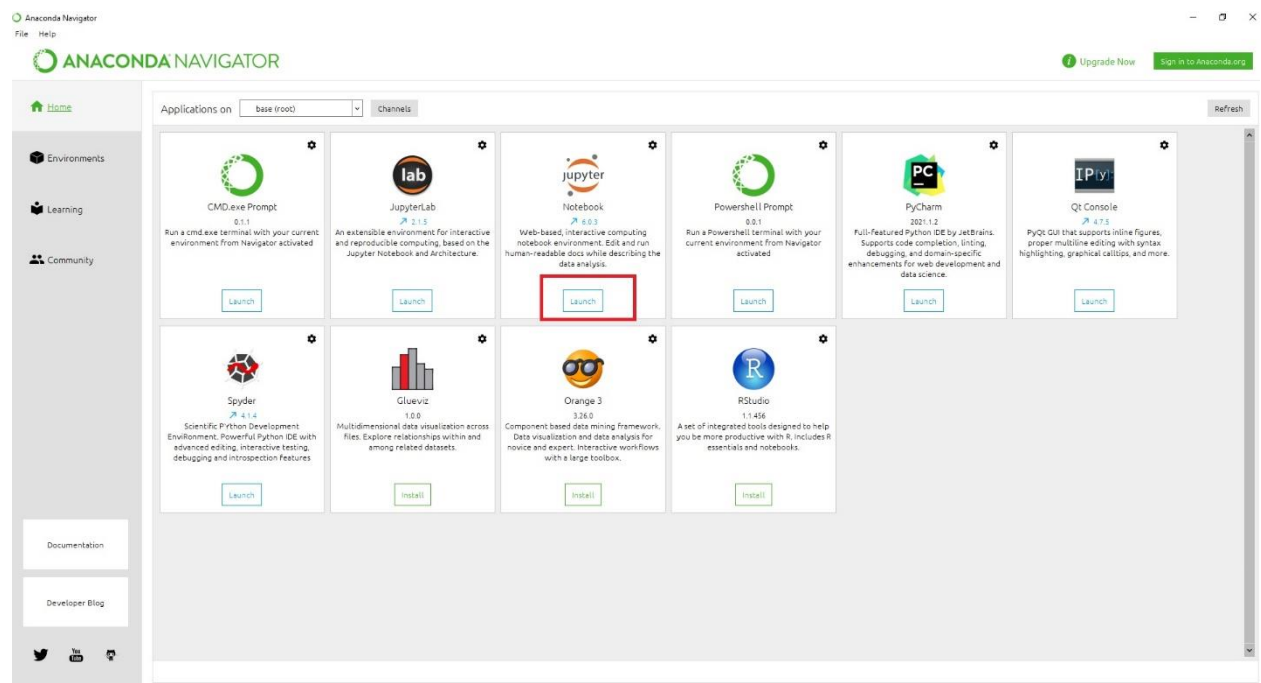 Anaconda Navigator
File Help
ANACONDA NAVIGATOR
Upgrade Now
Sign in to Anaconda.org
Home
Environments
Learning
Community
Documentation
Developer Blog
You
Tube
Applications on
base (root)
Channels
Refresh
CMD.exe Prompt
0.1.1
Run a cmd.exe terminal with your current
environment from Navigator activated
Launch
lab
JupyterLab
2.1.5
An extensible environment for interactive
and reproducible computing, based on the
Jupyter Notebook and Architecture.
Launch
jupyter
Notebook
6.0.3
Web-based, interactive computing
notebook environment. Edit and run
human-readable docs while describing the
data analysis.
Launch
Powershell Prompt
0.0.1
Run a Powershell terminal with your
current environment from Navigator
activated
Launch
PC
PyCharm
2021.1.2
Full-featured Python IDE by JetBrains.
Supports code completion, linting,
debugging, and domain-specific
enhancements for web development and
data science.
Launch
IP[y]:
Qt Console
4.7.5
PyQt GUI that supports inline figures,
proper multiline editing with syntax
highlighting, graphical calltips, and more.
Launch
Spyder
4.1.4
Scientific PYthon Development
EnviRonment. Powerful Python IDE with
advanced editing, interactive testing,
debugging and introspection features
Launch
Glueviz
1.0.0
Multidimensional data visualization across
files. Explore relationships within and
among related datasets.
Install
Orange 3
3.26.0
Component based data mining framework.
Data visualization and data analysis for
novice and expert. Interactive workflows
with a large toolbox.
Install
R
RStudio
1.1.456
A set of integrated tools designed to help
you be more productive with R. Includes R
essentials and notebooks.
Install